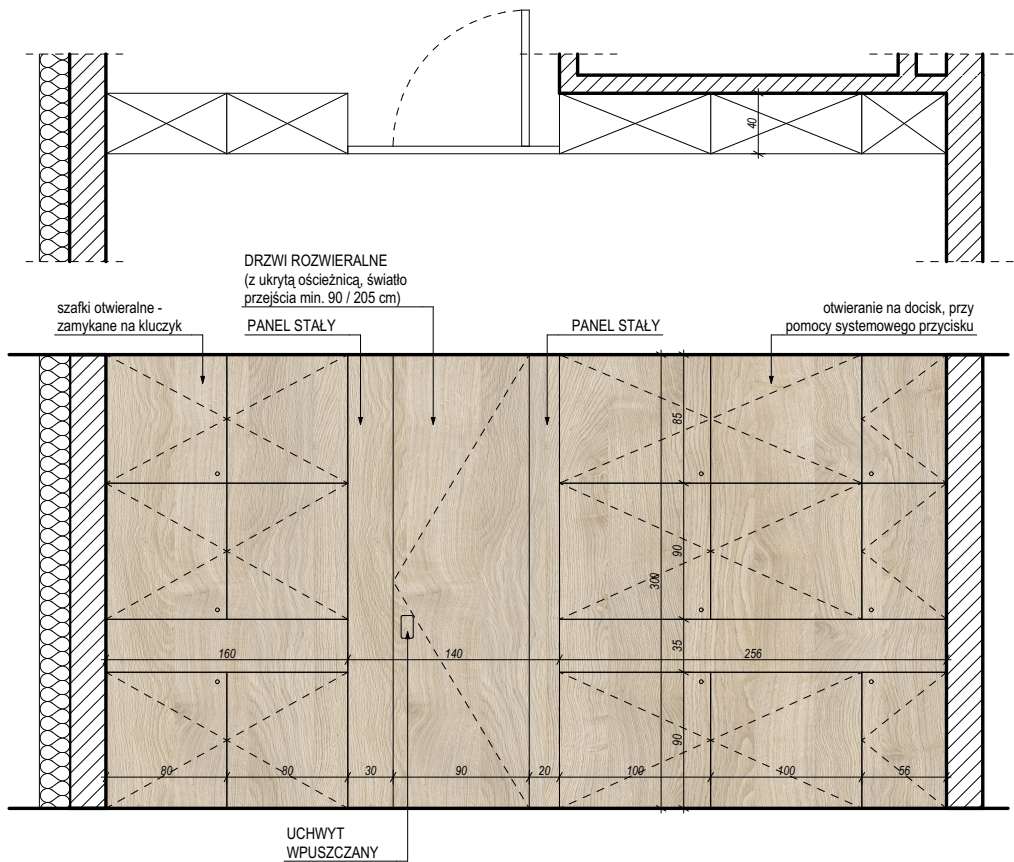 40
DRZWI ROZWIERALNE
(z ukrytą ościeżnicą, światło
przejścia min. 90 / 205 cm)
szafki otwieralne -
zamykane na kluczyk
PANEL STAŁY
PANEL STAŁY
otwieranie na docisk, przy
pomocy systemowego przycisku
85
90
300
35
160
140
256
90
80
80
30
90
20
100
100
56
UCHWYT
WPUSZCZANY